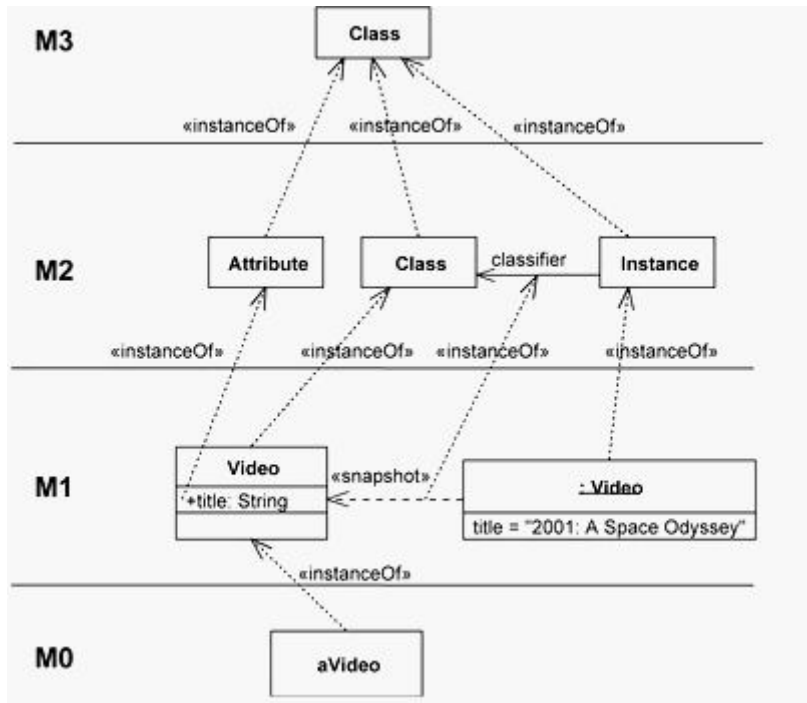 M3
Class
«instanceOf» «instanceOf» «instanceOf»
M2
Attribute
Class
classifier
Instance
«instanceOf» «instanceOf» «instanceOf» «instanceOf»
M1
Video
+title: String
«snapshot»
: Video
title = "2001: A Space Odyssey"
«instanceOf»
M0
aVideo